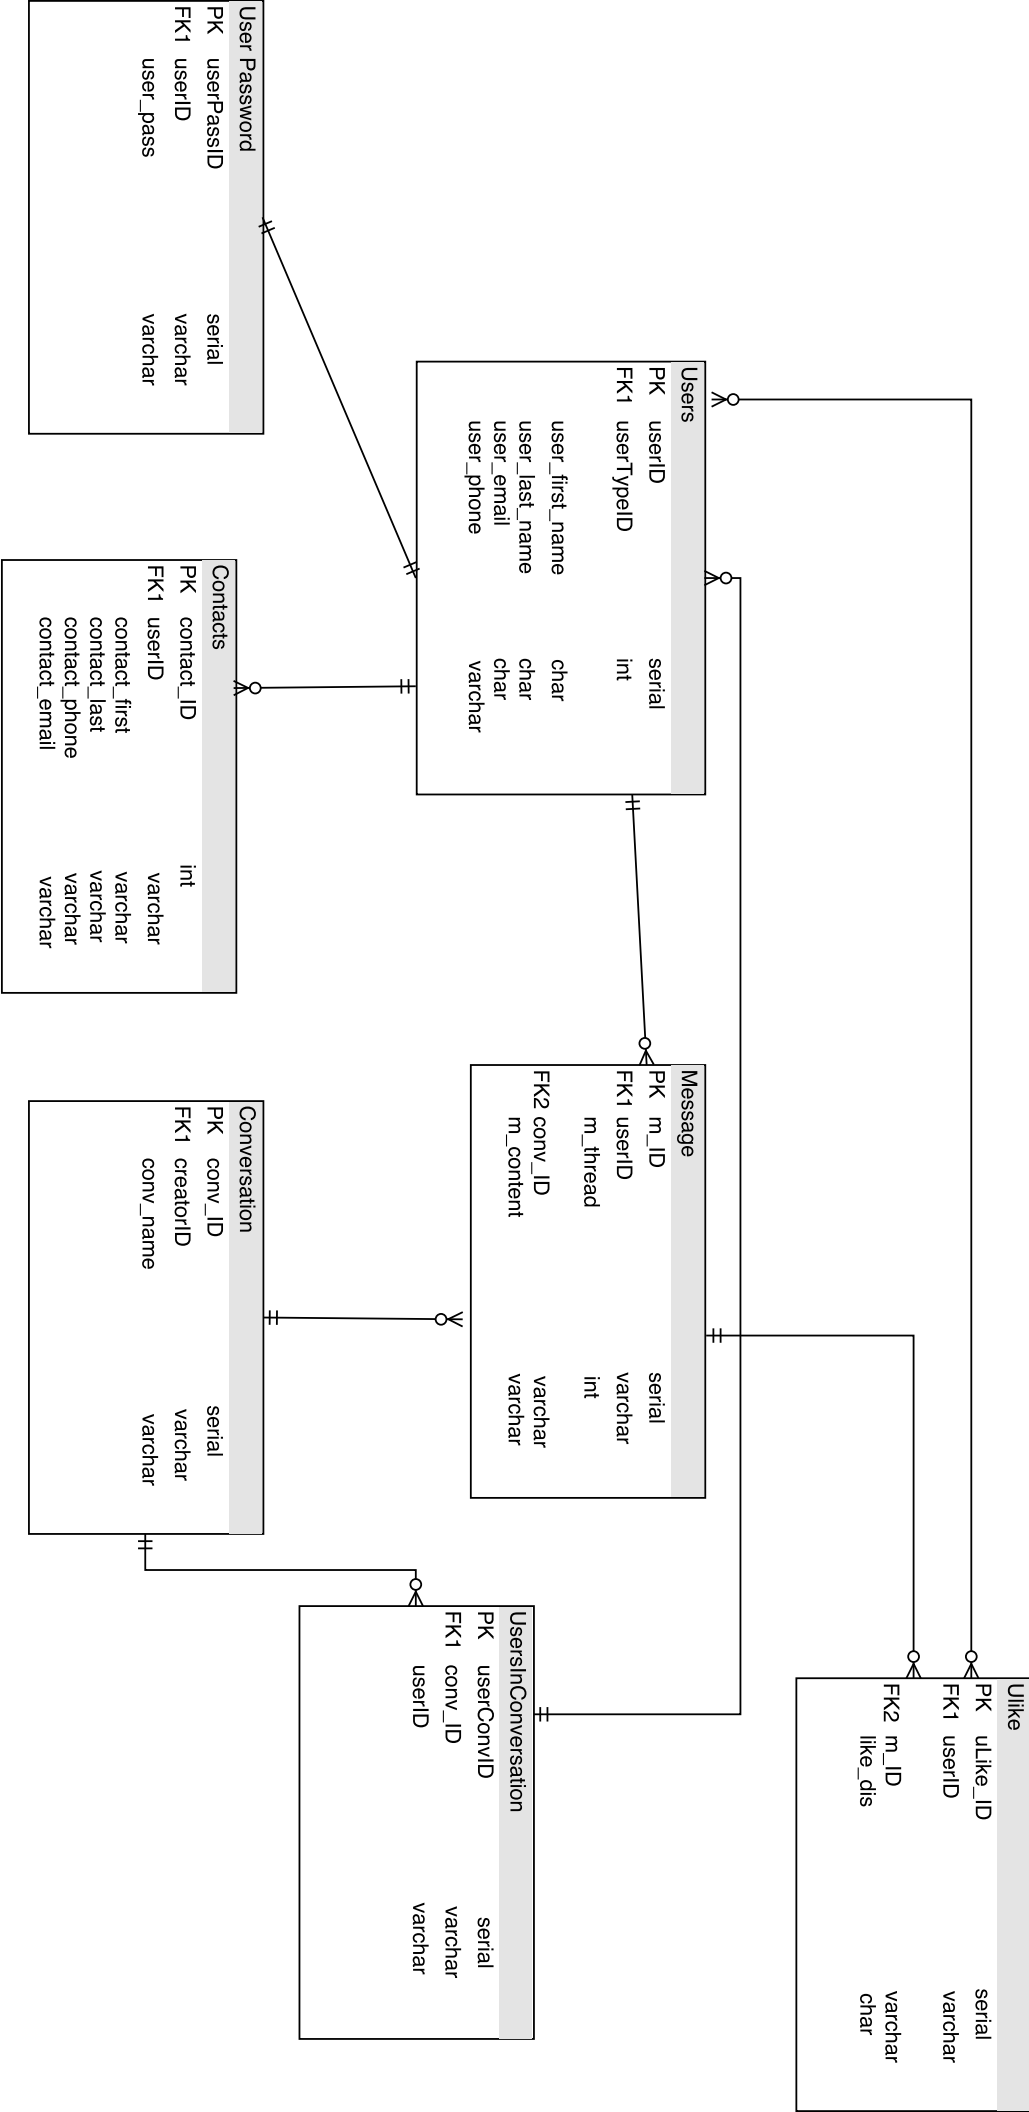 User Password
PK userPassID serial
FK1 userID varchar
user_pass varchar
Users
PK userID serial
FK1 userTypeID int
user_first_name char
user_last_name char
user_email char
user_phone varchar
Contacts
PK contact_ID int
FK1 userID varchar
contact_first varchar
contact_last varchar
contact_phone varchar
contact_email varchar
Message
PK m_ID serial
FK1 userID varchar
m_thread int
FK2 conv_ID varchar
m_content varchar
Conversation
PK conv_ID serial
FK1 creatorID varchar
conv_name varchar
UsersInConversation
PK userConvID serial
FK1 conv_ID varchar
userID varchar
Ulike
PK uLike_ID serial
FK1 userID varchar
FK2 m_ID varchar
like_dis char